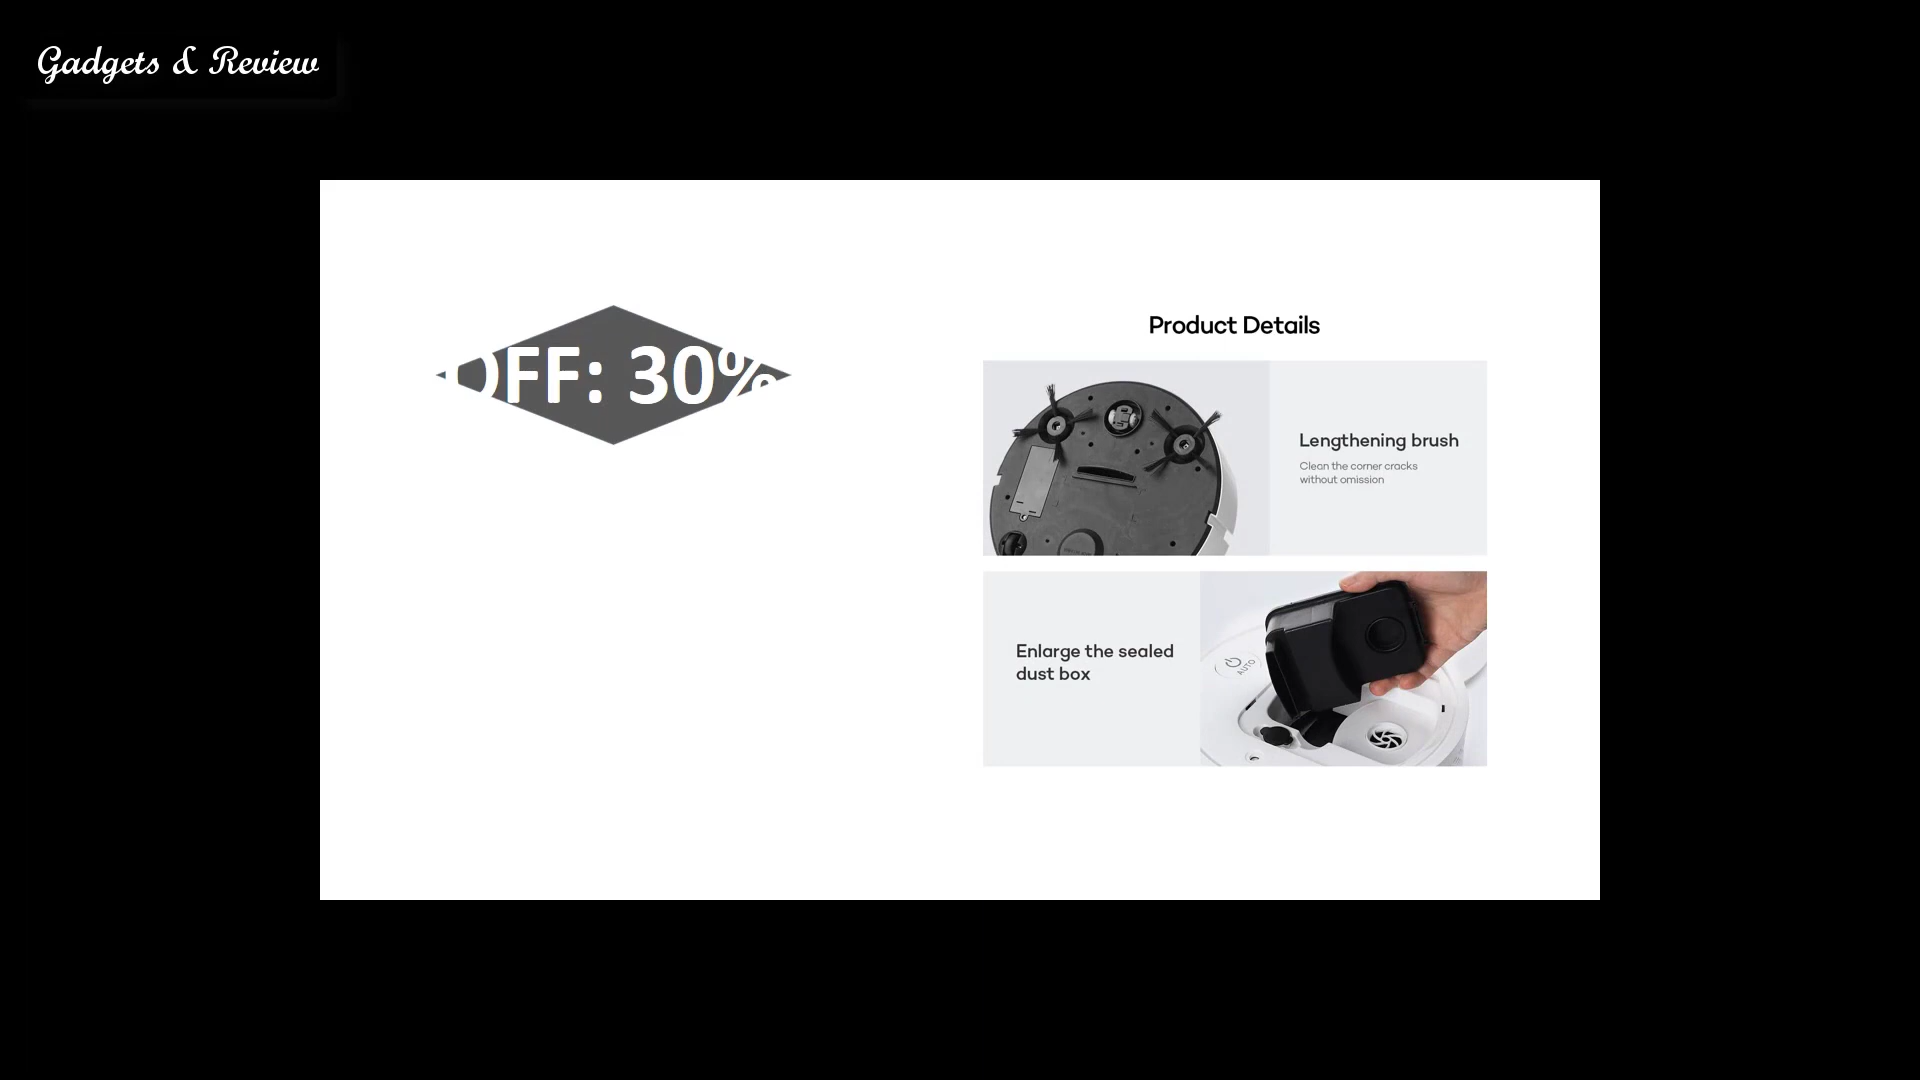 Gadgets & Review
OFF: 30%
Product Details
Lengthening brush
Clean the corner cracks
without omission
Enlarge the sealed
dust box
AUTO